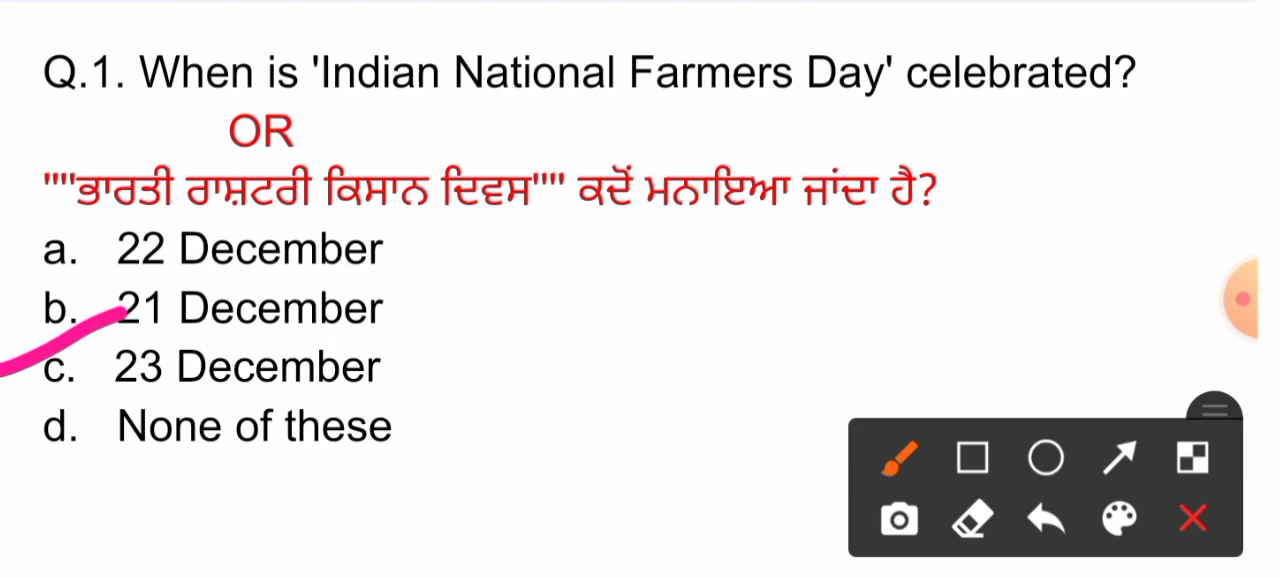 Q.1. When is 'Indian National Farmers Day' celebrated?
OR
""ਭਾਰਤੀ ਰਾਸ਼ਟਰੀ ਕਿਸਾਨ ਦਿਵਸ"" ਕਦੋਂ ਮਨਾਇਆ ਜਾਂਦਾ ਹੈ?
a. 22 December
b. 21 December
c. 23 December
d. None of these